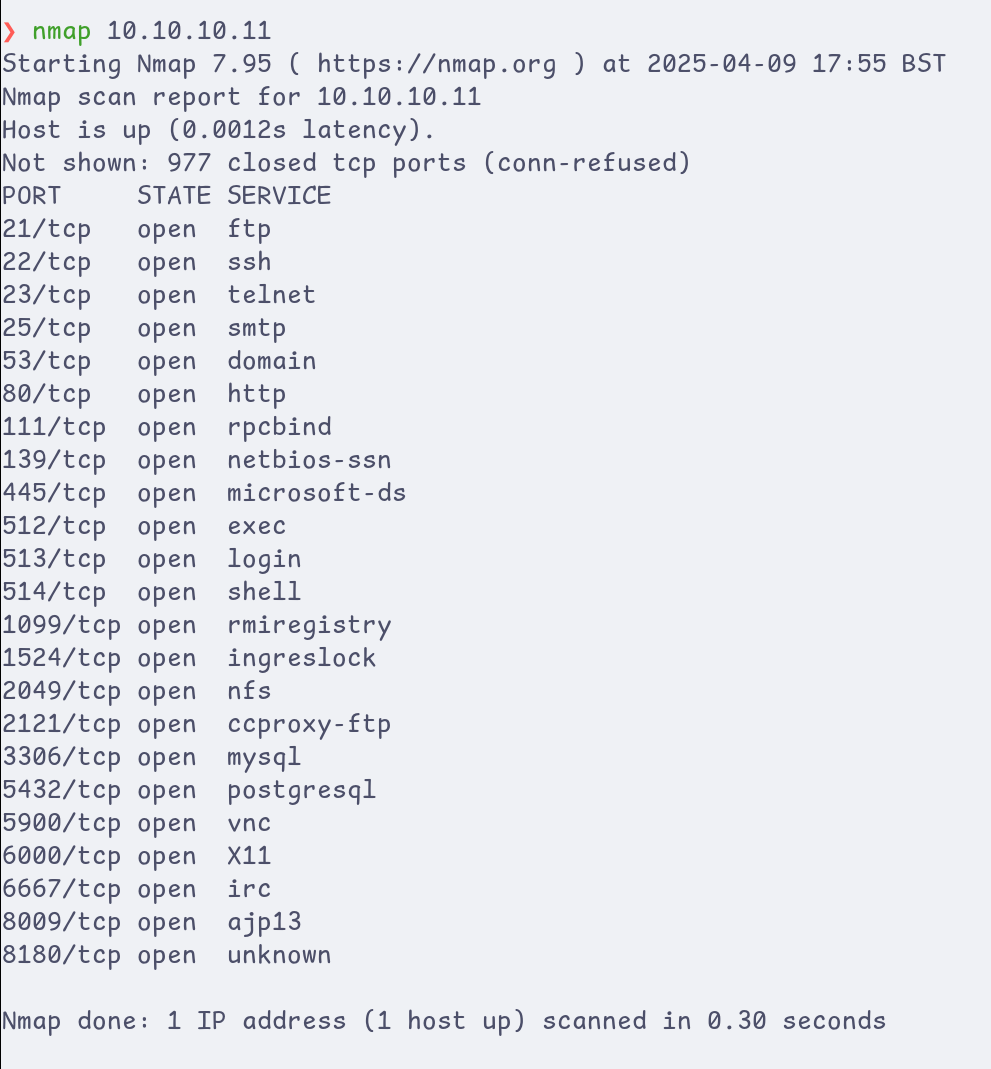 ❯ nmap 10.10.10.11
Starting Nmap 7.95 ( https://nmap.org ) at 2025-04-09 17:55 BST
Nmap scan report for 10.10.10.11
Host is up (0.0012s latency).
Not shown: 977 closed tcp ports (conn-refused)
PORT     STATE SERVICE
21/tcp   open  ftp
22/tcp   open  ssh
23/tcp   open  telnet
25/tcp   open  smtp
53/tcp   open  domain
80/tcp   open  http
111/tcp  open  rpcbind
139/tcp  open  netbios-ssn
445/tcp  open  microsoft-ds
512/tcp  open  exec
513/tcp  open  login
514/tcp  open  shell
1099/tcp open  rmiregistry
1524/tcp open  ingreslock
2049/tcp open  nfs
2121/tcp open  ccproxy-ftp
3306/tcp open  mysql
5432/tcp open  postgresql
5900/tcp open  vnc
6000/tcp open  X11
6667/tcp open  irc
8009/tcp open  ajp13
8180/tcp open  unknown
Nmap done: 1 IP address (1 host up) scanned in 0.30 seconds